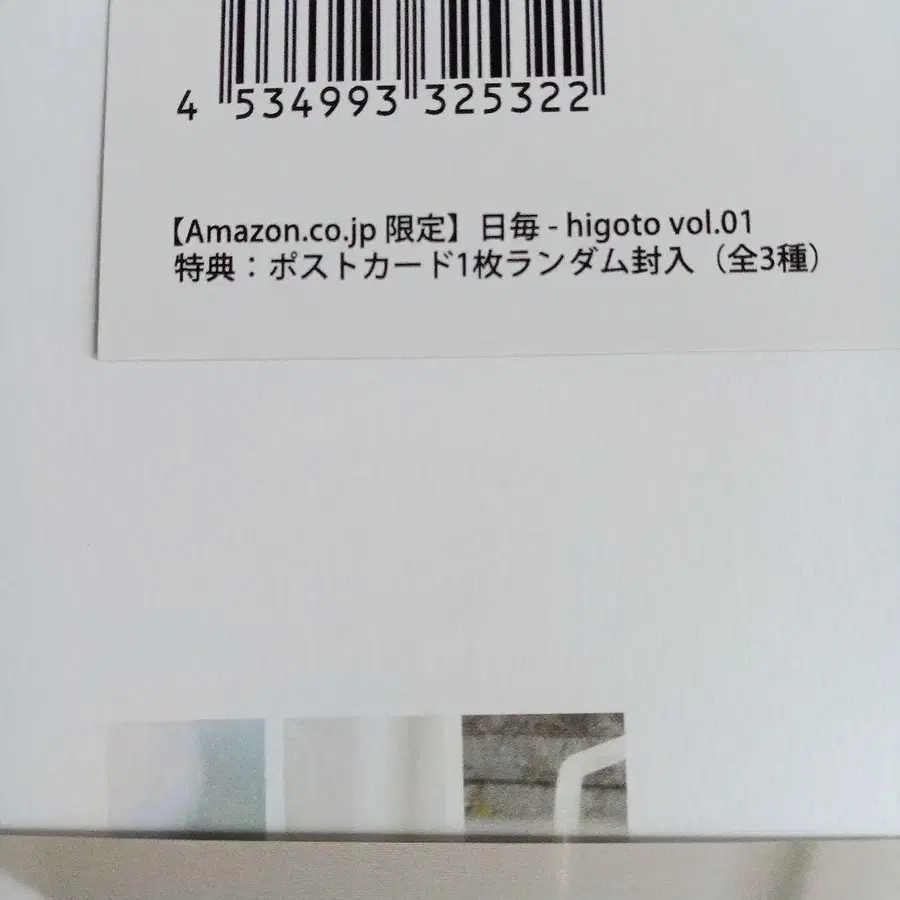 4 534993 325322
【Amazon.co.jp 限定】日毎 - higoto vol.01
特典：ポストカード1枚ランダム封入（全3種）